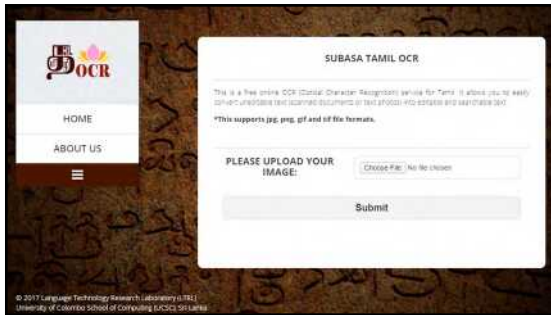 OCR
HOME
ABOUT US
SUBASA TAMIL OCR
This is a free online OCR (Optical Character Recognition) service for Tamil. It allows you to easily
convert uneditable text (scanned documents or text photos) into editable and searchable text
*This supports jpg, png, gif and tif file
formats.
PLEASE UPLOAD YOUR
IMAGE:
Choose File No file chosen
Submit
© 2017 Language Technology Research Laboratory (LTRL)
University of Colombo School of Computing (UCSC) Sri Lanka